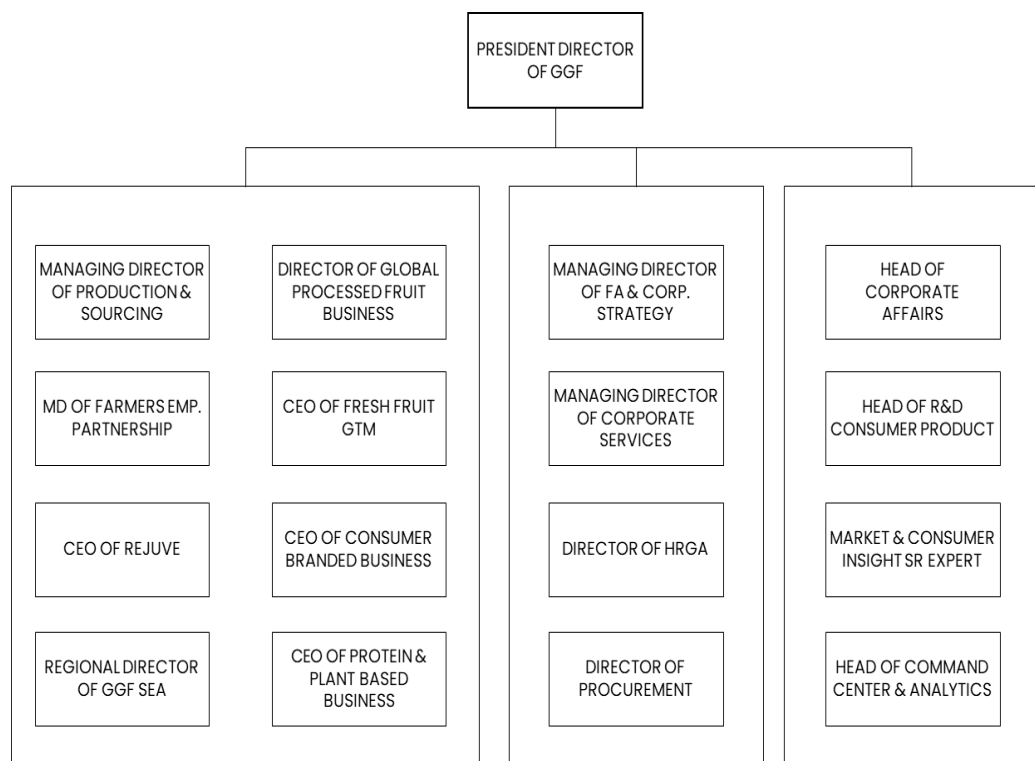 PRESIDENT DIRECTOR
OF GGF
MANAGING DIRECTOR
OF PRODUCTION &
SOURCING
DIRECTOR OF GLOBAL
PROCESSED FRUIT
BUSINESS
MD OF FARMERS EMP.
PARTNERSHIP
CEO OF FRESH FRUIT
GTM
CEO OF REJUVE
CEO OF CONSUMER
BRANDED BUSINESS
REGIONAL DIRECTOR
OF GGF SEA
CEO OF PROTEIN &
PLANT BASED
BUSINESS
MANAGING DIRECTOR
OF FA & CORP.
STRATEGY
MANAGING DIRECTOR
OF CORPORATE
SERVICES
DIRECTOR OF HRGA
DIRECTOR OF
PROCUREMENT
HEAD OF
CORPORATE
AFFAIRS
HEAD OF R&D
CONSUMER PRODUCT
MARKET & CONSUMER
INSIGHT SR EXPERT
HEAD OF COMMAND
CENTER & ANALYTICS